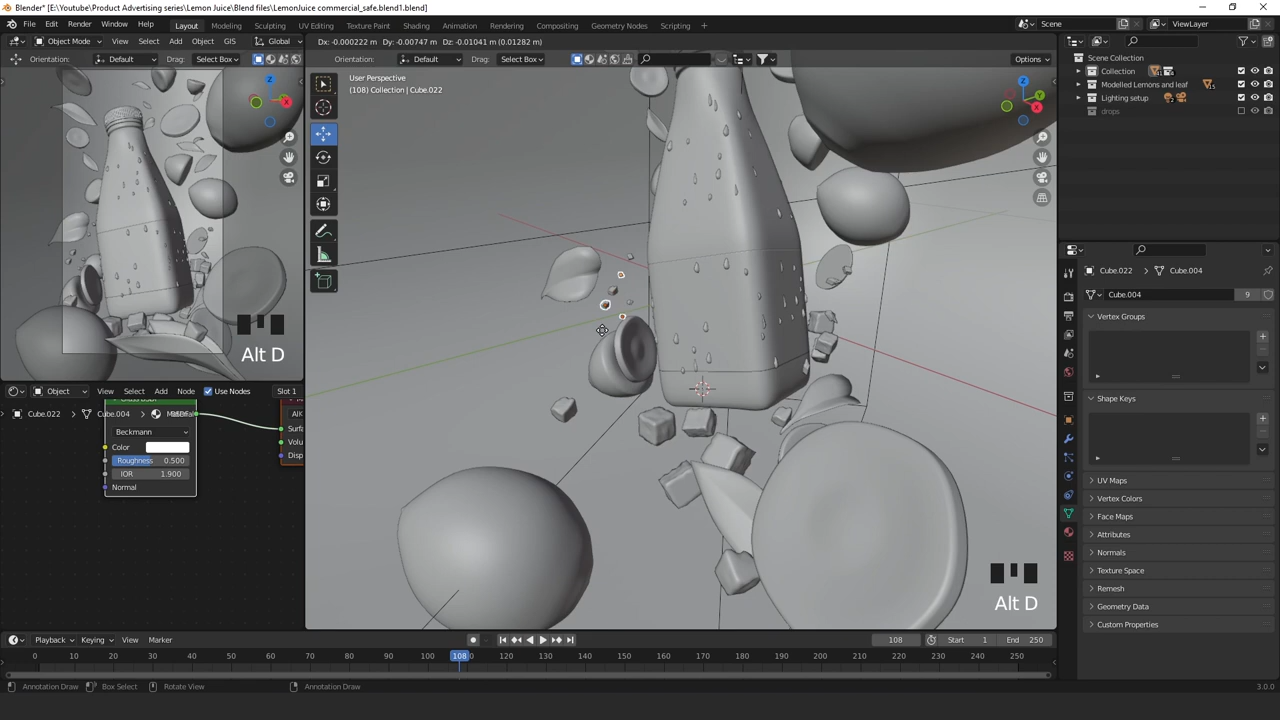 Blender* [E:\Youtube\Product Advertising series\Lemon Juice\Blend files\LemonJuice commercial_safe.blend1.blend]
File Edit Render Window Help Layout Modeling Sculpting UV Editing Texture Paint Shading Animation Rendering Compositing Geometry Nodes Scripting Scene ViewLayer
Object Mode View Select Add Object GIS Global Dx: -0.000222 m Dy: -0.00747 m Dz: -0.01041 m (0.01282 m)
Orientation: Default Drag: Select Box Orientation: Default Drag: Select Box Options
User Perspective
(108) Collection | Cube.022
Scene Collection
Collection
Modelled Lemons and leaf
Lighting setup
drops
Alt D
Object View Select Add Node Use Nodes Slot 1
Cube.022 Cube.004
Beckmann
Color
Roughness 0.500
IOR 1.900
Normal
Cube.022 Cube.004
Cube.004 9
Vertex Groups
Shape Keys
UV Maps
Vertex Colors
Face Maps
Attributes
Normals
Texture Space
Remesh
Geometry Data
Custom Properties
Alt D
Playback Keying View Marker 108 Start 1 End 250
0 10 20 30 40 50 60 70 80 90 100 108 120 130 140 150 160 170 180 190 200 210 220 230 240 250
Annotation Draw Box Select Rotate View Annotation Draw 3.0.0